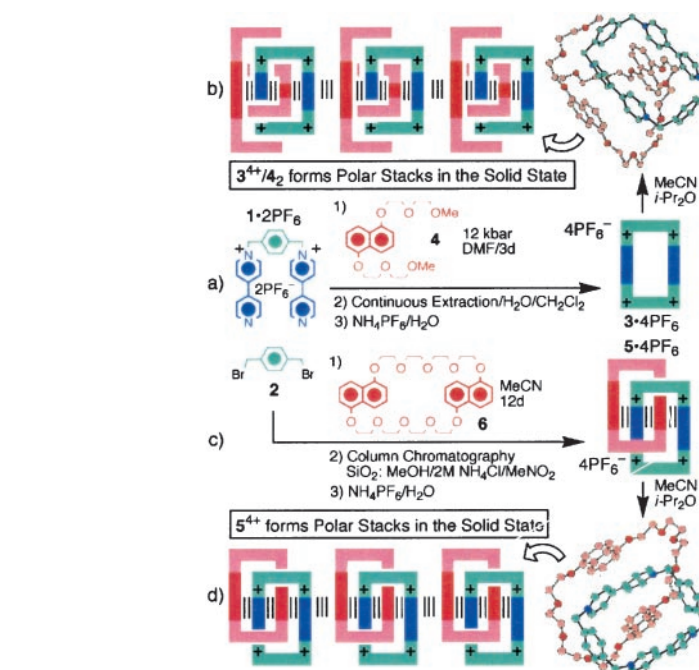 b)
3⁴⁺/4₂ forms Polar Stacks in the Solid State
MeCN
i-Pr₂O
1•2PF₆
1)
O O OMe
4
12 kbar
DMF/3d
O O OMe
4PF₆⁻
+ +
N N
a)
2PF₆⁻
N N
2) Continuous Extraction/H₂O/CH₂Cl₂
3) NH₄PF₆/H₂O
3•4PF₆
5•4PF₆
Br Br
2
1)
O O O O O
MeCN
12d
O O O O O
6
c)
2) Column Chromatography
SiO₂: MeOH/2M NH₄Cl/MeNO₂
3) NH₄PF₆/H₂O
4PF₆⁻
MeCN
i-Pr₂O
5⁴⁺ forms Polar Stacks in the Solid State
d)